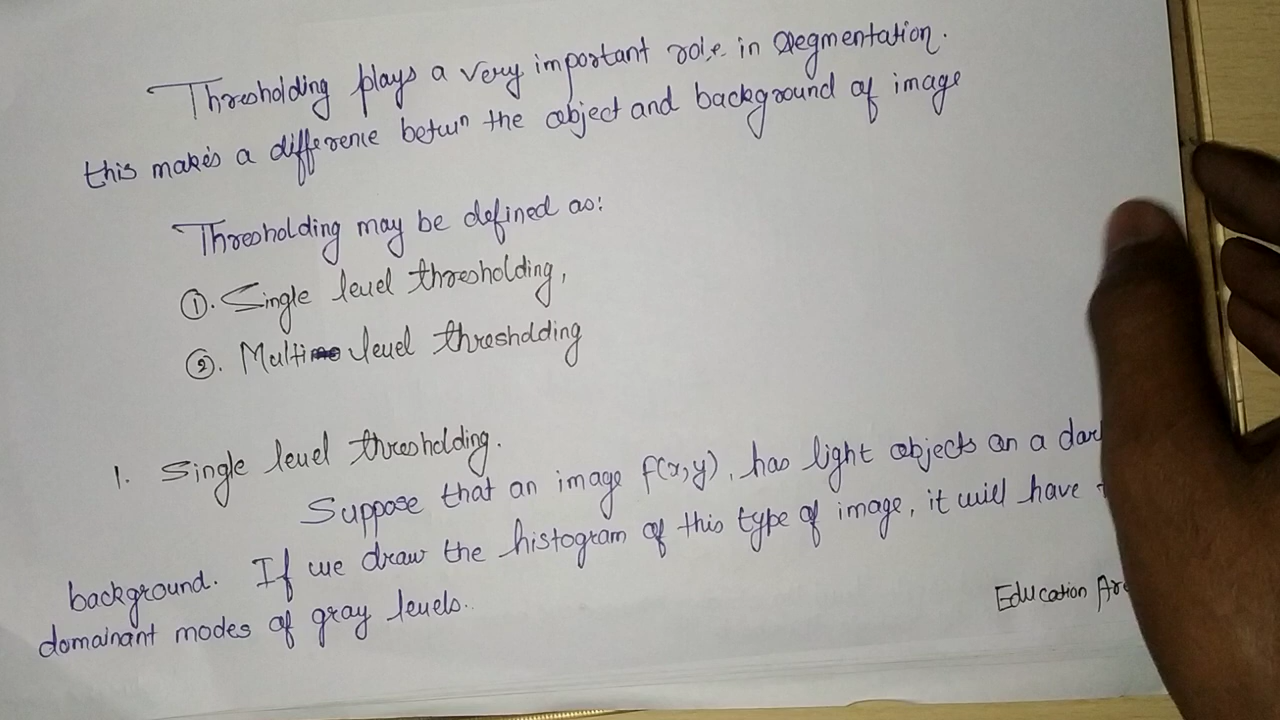 Thresholding plays a very important role in segmentation.
this makes a difference betwn the object and background of image
Thresholding may be defined as:
①. Single level thresholding,
②. Multi level thresholding
1. Single level thresholding.
Suppose that an image f(x,y), has light objects on a dar
background. If we draw the histogram of this type of image, it will have
domainant modes of gray levels..
Education Ar